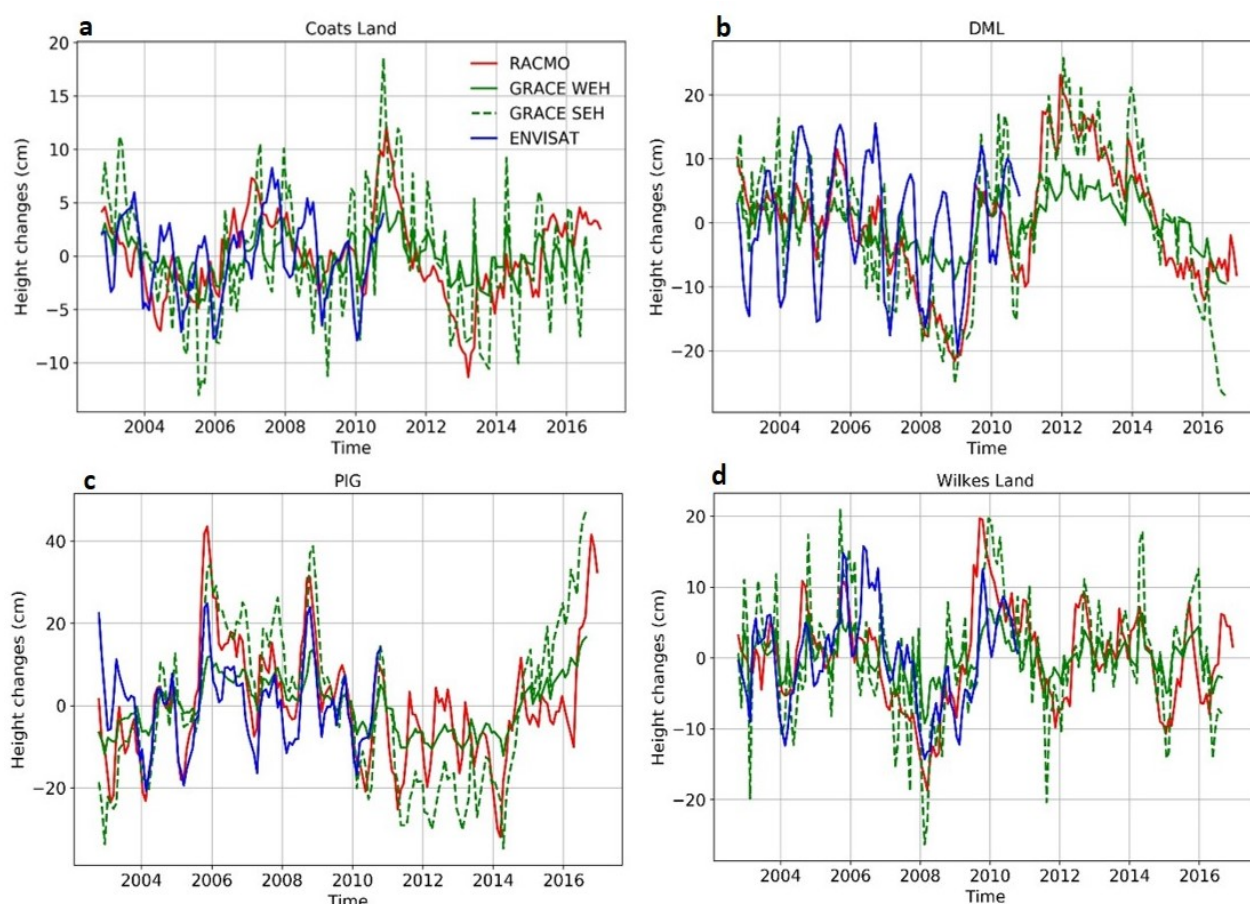 a
Coats Land
20
15
10
5
0
−5
−10
Height changes (cm)
RACMO
GRACE WEH
GRACE SEH
ENVISAT
2004 2006 2008 2010 2012 2014 2016
Time
b
DML
20
10
0
−10
−20
Height changes (cm)
2004 2006 2008 2010 2012 2014 2016
Time
c
PIG
40
20
0
−20
Height changes (cm)
2004 2006 2008 2010 2012 2014 2016
Time
d
Wilkes Land
20
10
0
−10
−20
Height changes (cm)
2004 2006 2008 2010 2012 2014 2016
Time